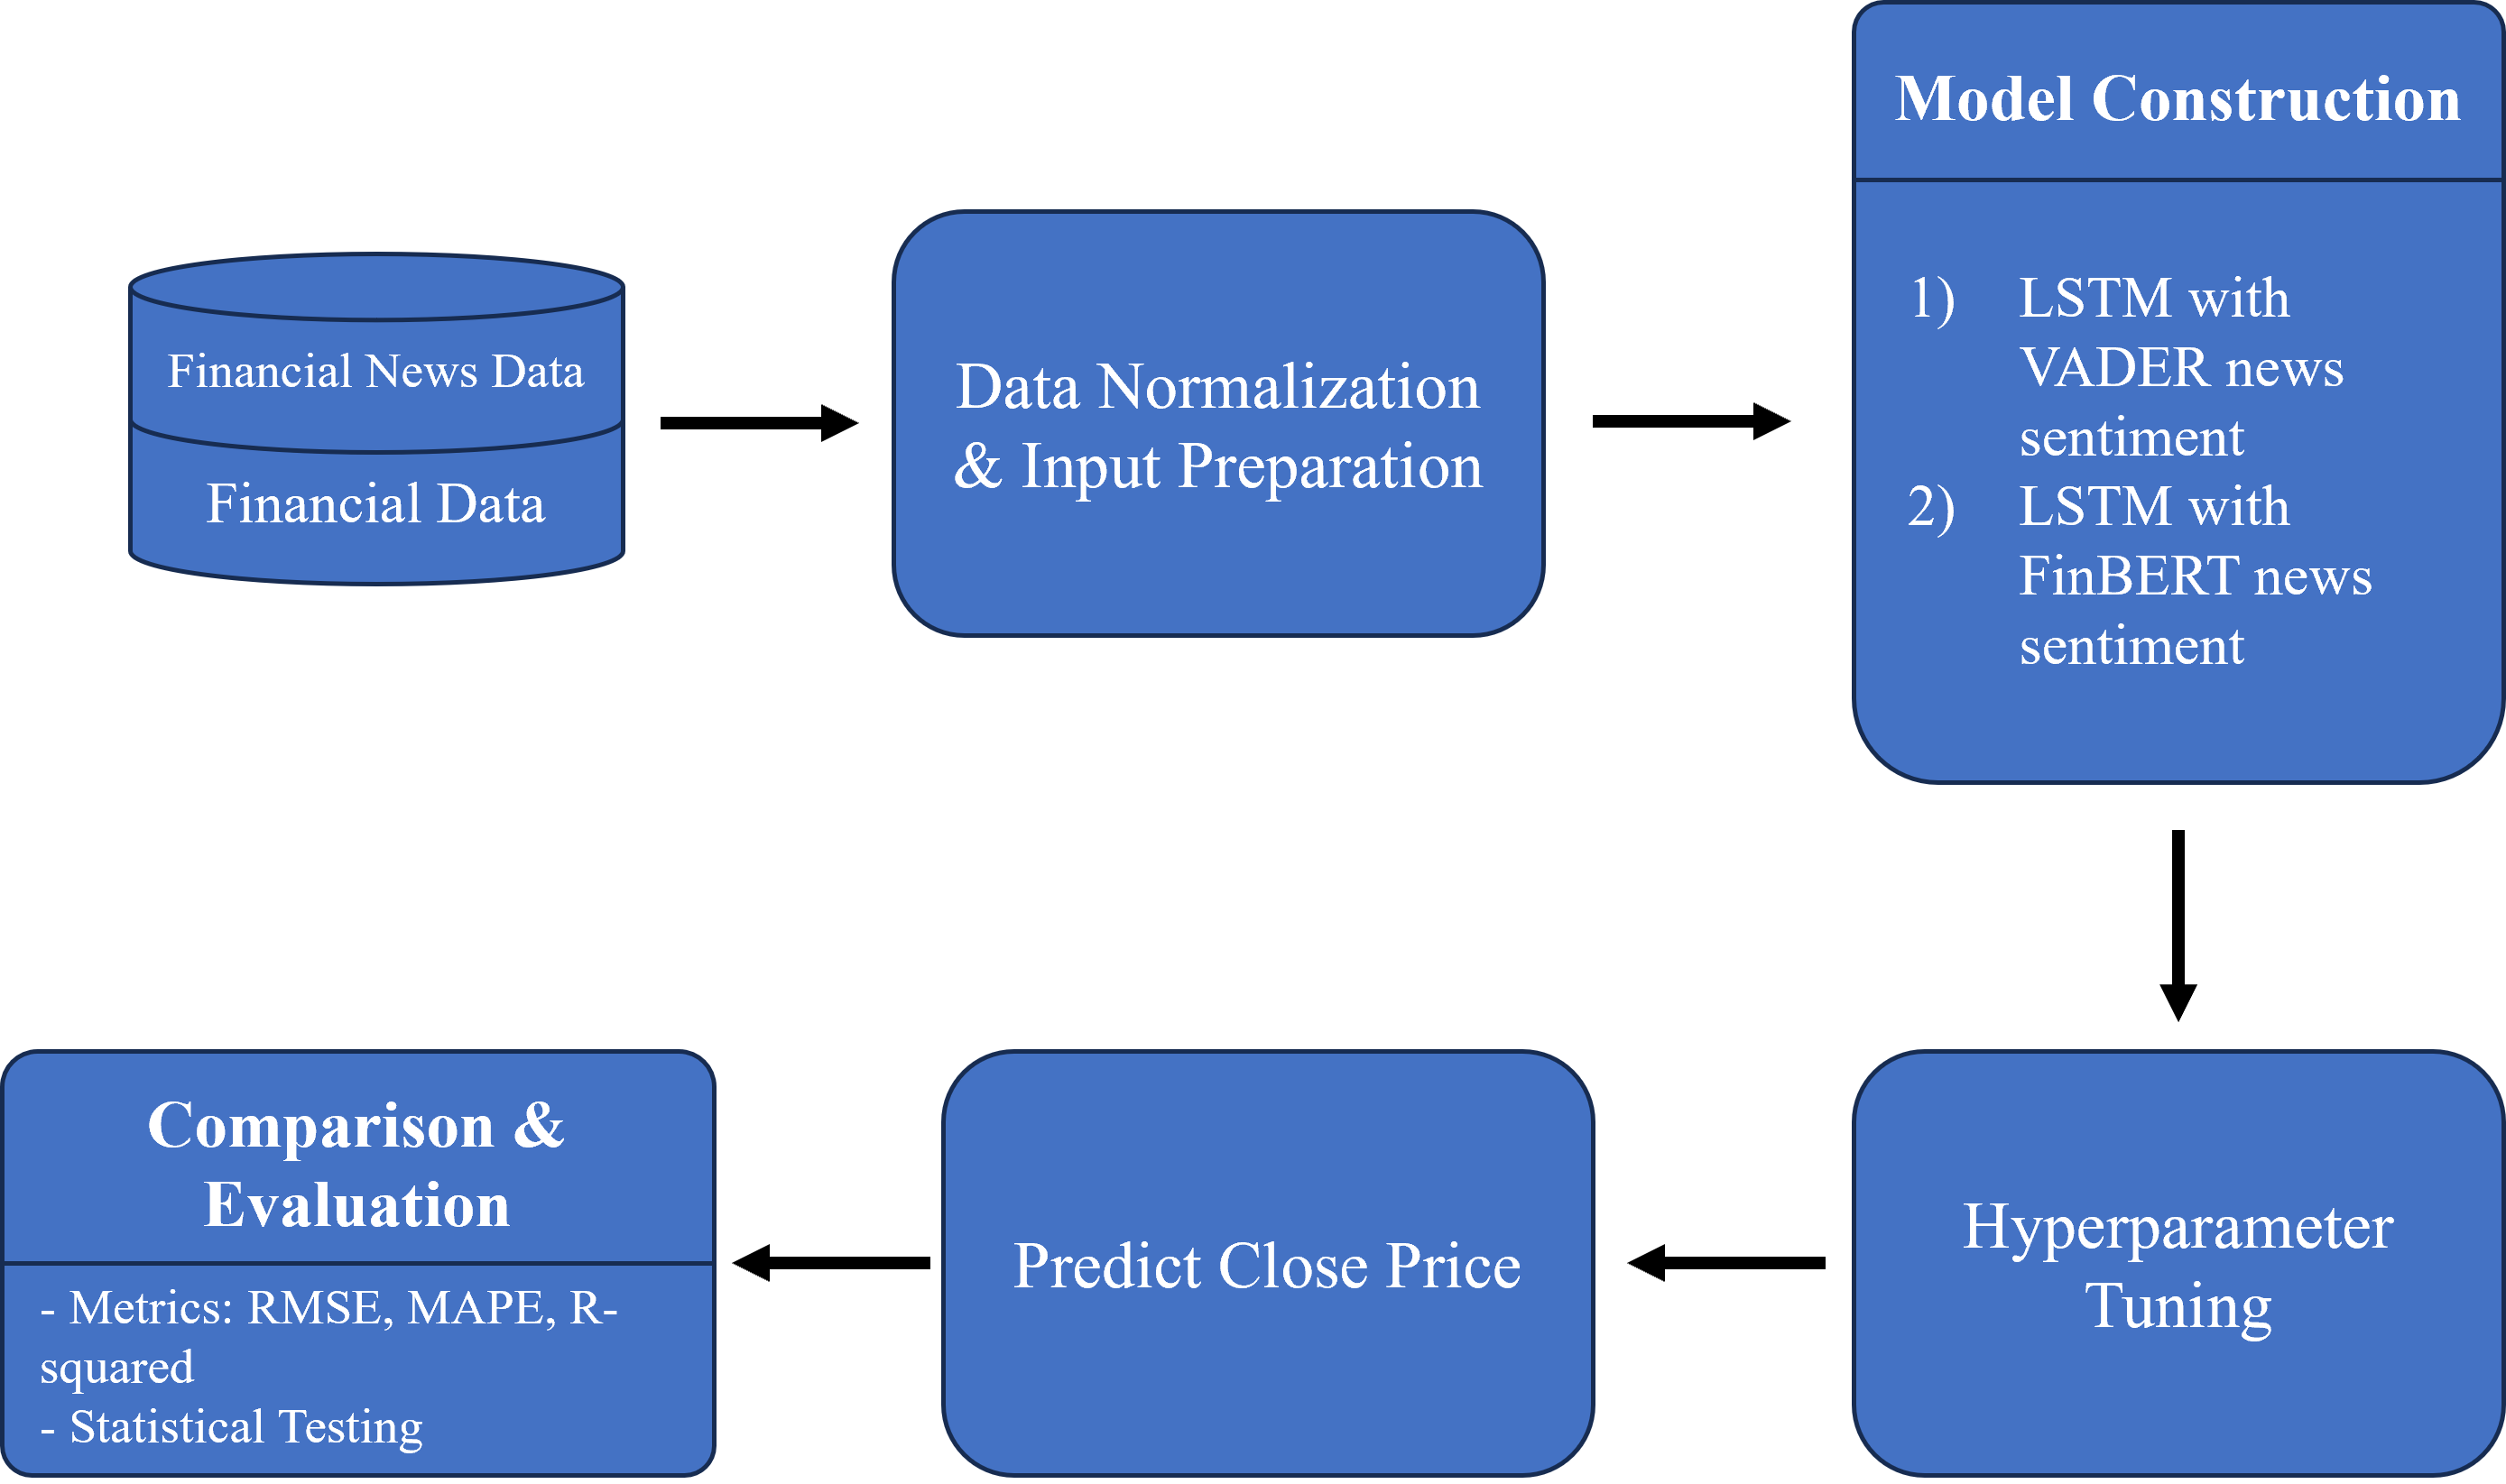 Financial News Data
Financial Data
Data Normalization
& Input Preparation
Model Construction
1) LSTM with
VADER news
sentiment
2) LSTM with
FinBERT news
sentiment
Hyperparameter
Tuning
Predict Close Price
Comparison &
Evaluation
- Metrics: RMSE, MAPE, R-
squared
- Statistical Testing